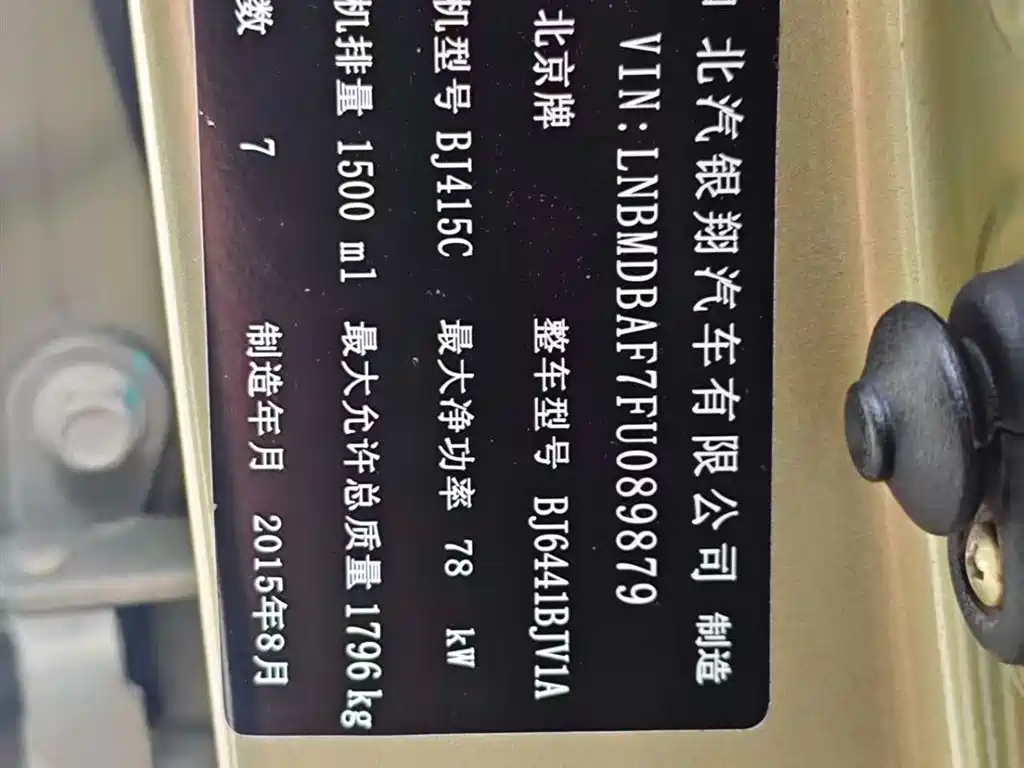 北汽银翔汽车有限公司 制造
VIN:LNBMDBAF7FU089879
北京牌 整车型号 BJ6441BJV1A
机型号 BJ415C 最大净功率 78 kW
机排量 1500 ml 最大允许总质量 1796 kg
数 7 制造年月 2015年8月